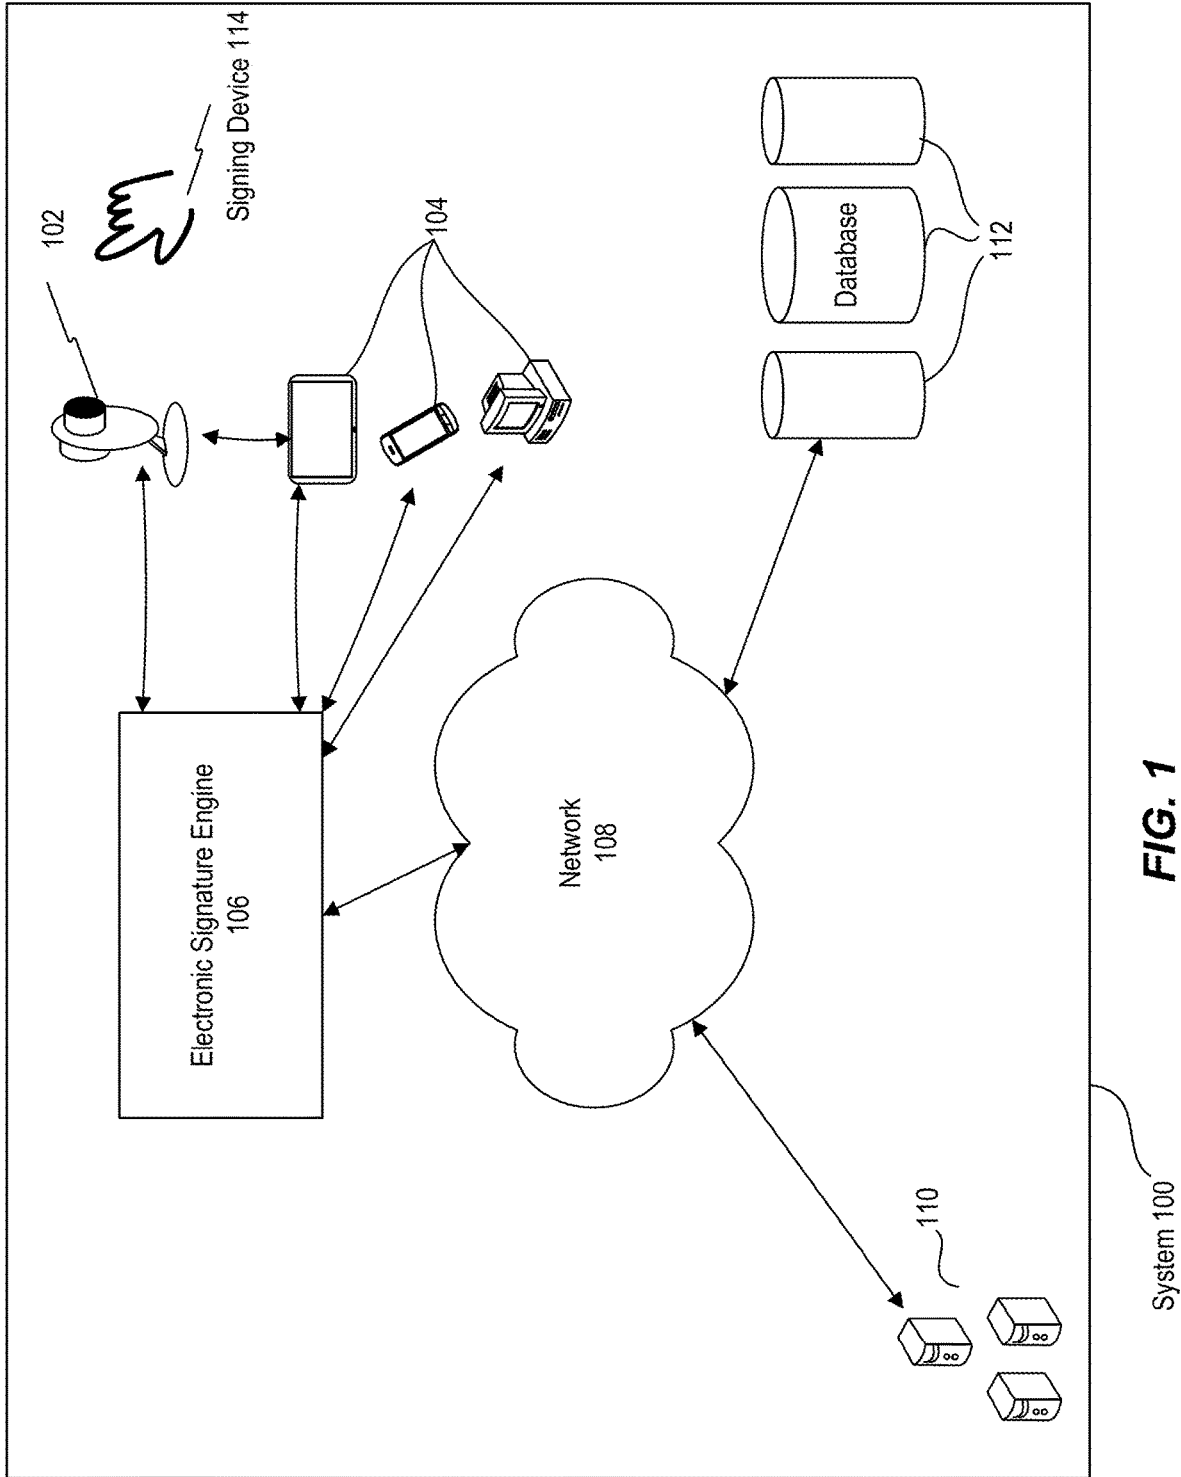 102
Signing Device 114
Electronic Signature Engine
106
104
Network
108
Database
112
110
System 100
FIG. 1